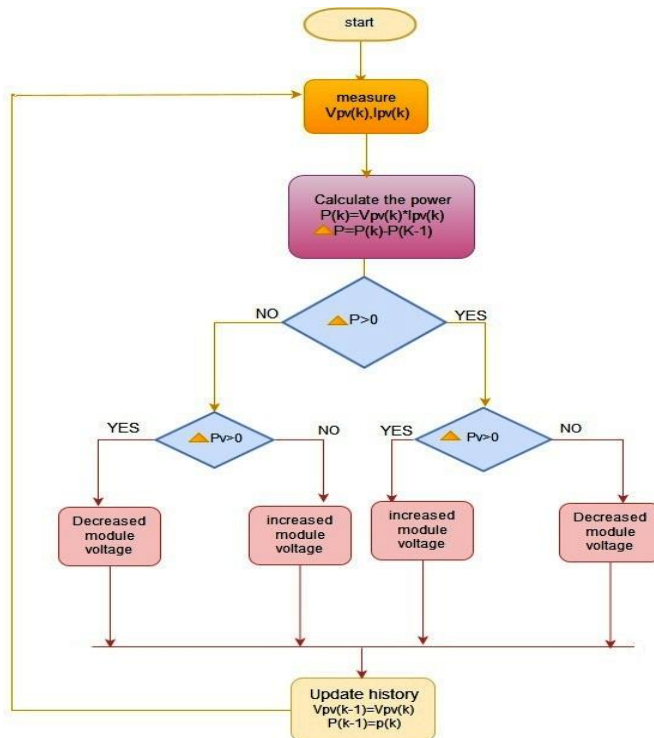 start
measure
Vpv(k),Ipv(k)
Calculate the power
P(k)=Vpv(k)*Ipv(k)
P=P(k)-P(K-1)
NO
P>0
YES
YES
Pv>0
NO
YES
Pv>0
NO
Decreased
module
voltage
increased
module
voltage
increased
module
voltage
Decreased
module
voltage
Update history
Vpv(k-1)=Vpv(k)
P(k-1)=p(k)